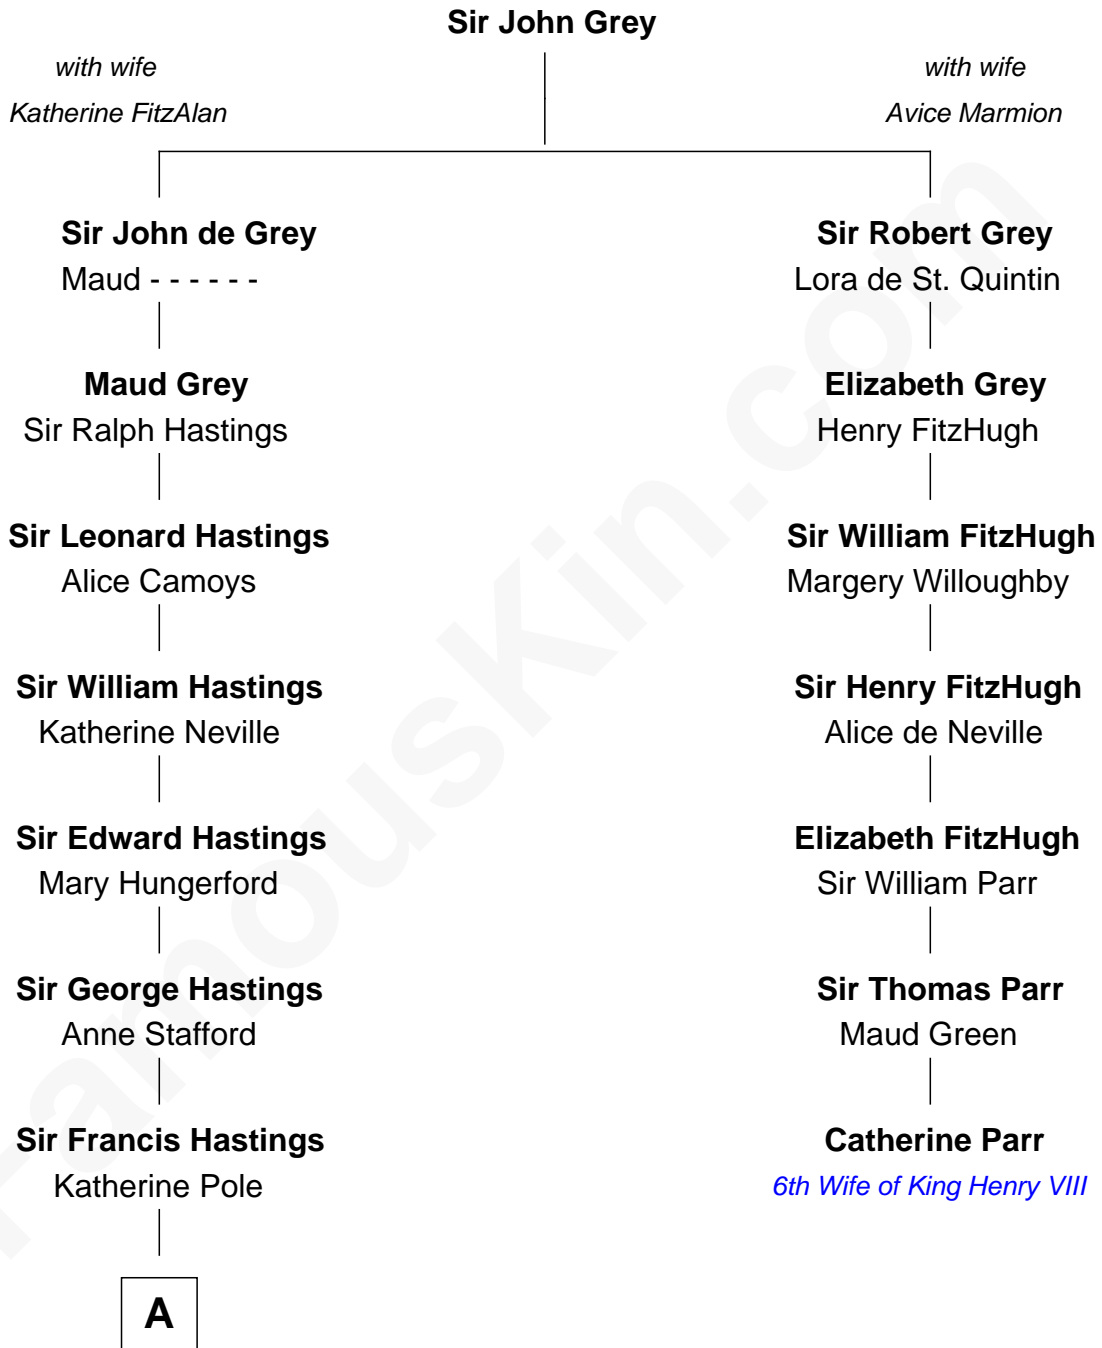 Sir John Grey
with wife
Katherine FitzAlan
with wife
Avice Marmion
Sir John de Grey
Maud - - - - - -
Sir Robert Grey
Lora de St. Quintin
Maud Grey
Sir Ralph Hastings
Elizabeth Grey
Henry FitzHugh
Sir Leonard Hastings
Alice Camoys
Sir William FitzHugh
Margery Willoughby
Sir William Hastings
Katherine Neville
Sir Henry FitzHugh
Alice de Neville
Sir Edward Hastings
Mary Hungerford
Elizabeth FitzHugh
Sir William Parr
Sir George Hastings
Anne Stafford
Sir Thomas Parr
Maud Green
Sir Francis Hastings
Katherine Pole
Catherine Parr
6th Wife of King Henry VIII
A
FamousKin.com